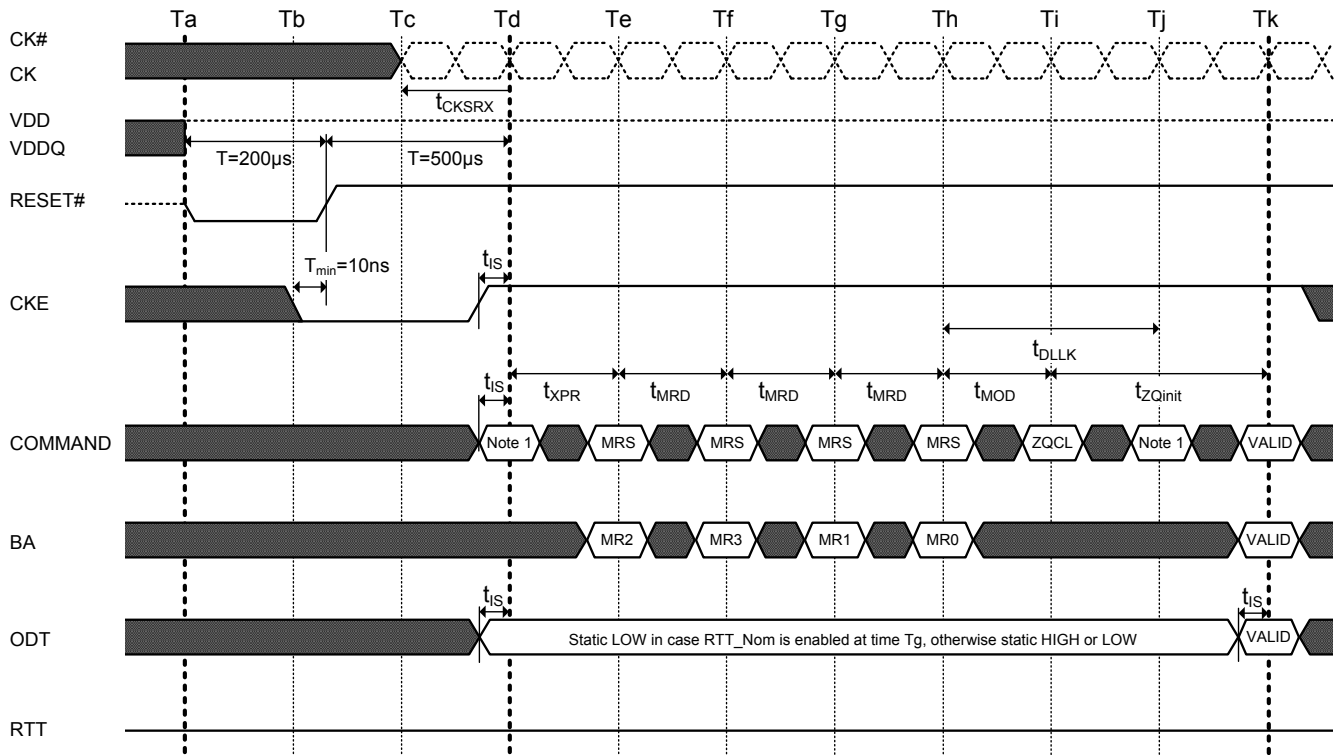 Ta Tb Tc Td Te Tf Tg Th Ti Tj Tk
CK#
CK
tCKSRX
VDD
VDDQ
T=200µs T=500µs
RESET#
Tmin=10ns tIS
CKE
tDLLK
tIS tXPR tMRD tMRD tMRD tMOD tZQinit
COMMAND Note 1 MRS MRS MRS MRS ZQCL Note 1 VALID
BA MR2 MR3 MR1 MR0 VALID
tIS tIS
ODT Static LOW in case RTT_Nom is enabled at time Tg, otherwise static HIGH or LOW VALID
RTT